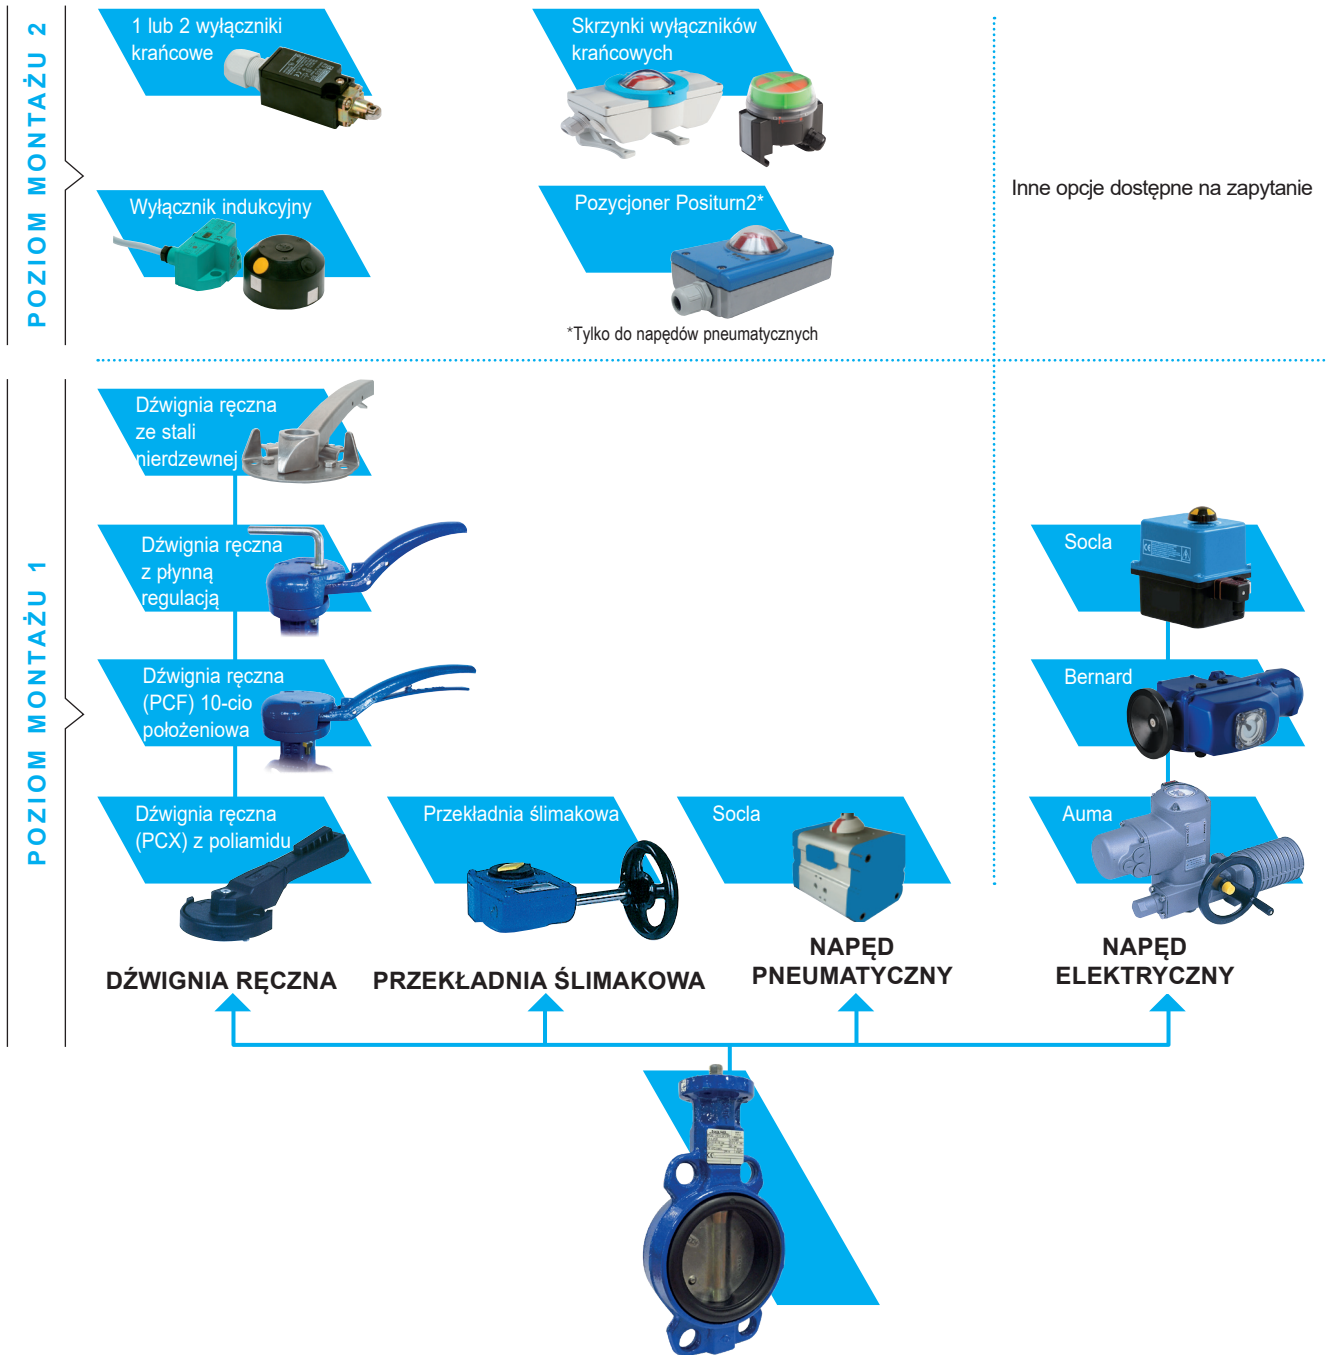 POZIOM MONTAŻU 2
1 lub 2 wyłączniki
krańcowe
Skrzynki wyłączników
krańcowych
Wyłącznik indukcyjny
Pozycjoner Positurn2*
*Tylko do napędów pneumatycznych
Inne opcje dostępne na zapytanie
POZIOM MONTAŻU 1
Dźwignia ręczna
ze stali
nierdzewnej
Dźwignia ręczna
z płynną
regulacją
Dźwignia ręczna
(PCF) 10-cio
położeniowa
Dźwignia ręczna
(PCX) z poliamidu
Przekładnia ślimakowa
Socla
Socla
Bernard
Auma
DŹWIGNIA RĘCZNA
PRZEKŁADNIA ŚLIMAKOWA
NAPĘD
PNEUMATYCZNY
NAPĘD
ELEKTRYCZNY